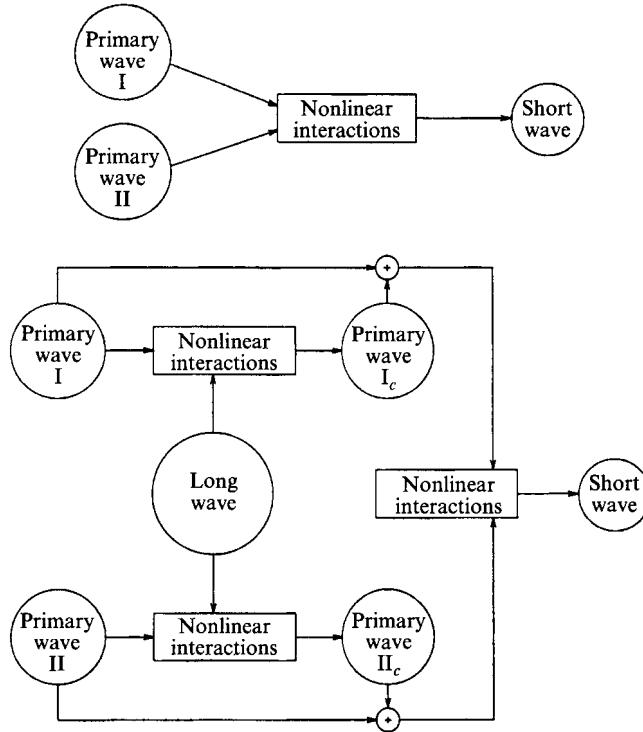 Primary
wave
I
Nonlinear
interactions
Short
wave
Primary
wave
II
+
Primary
wave
I
Nonlinear
interactions
Primary
wave
I_c
Long
wave
Nonlinear
interactions
Short
wave
Primary
wave
II
Nonlinear
interactions
Primary
wave
II_c
+